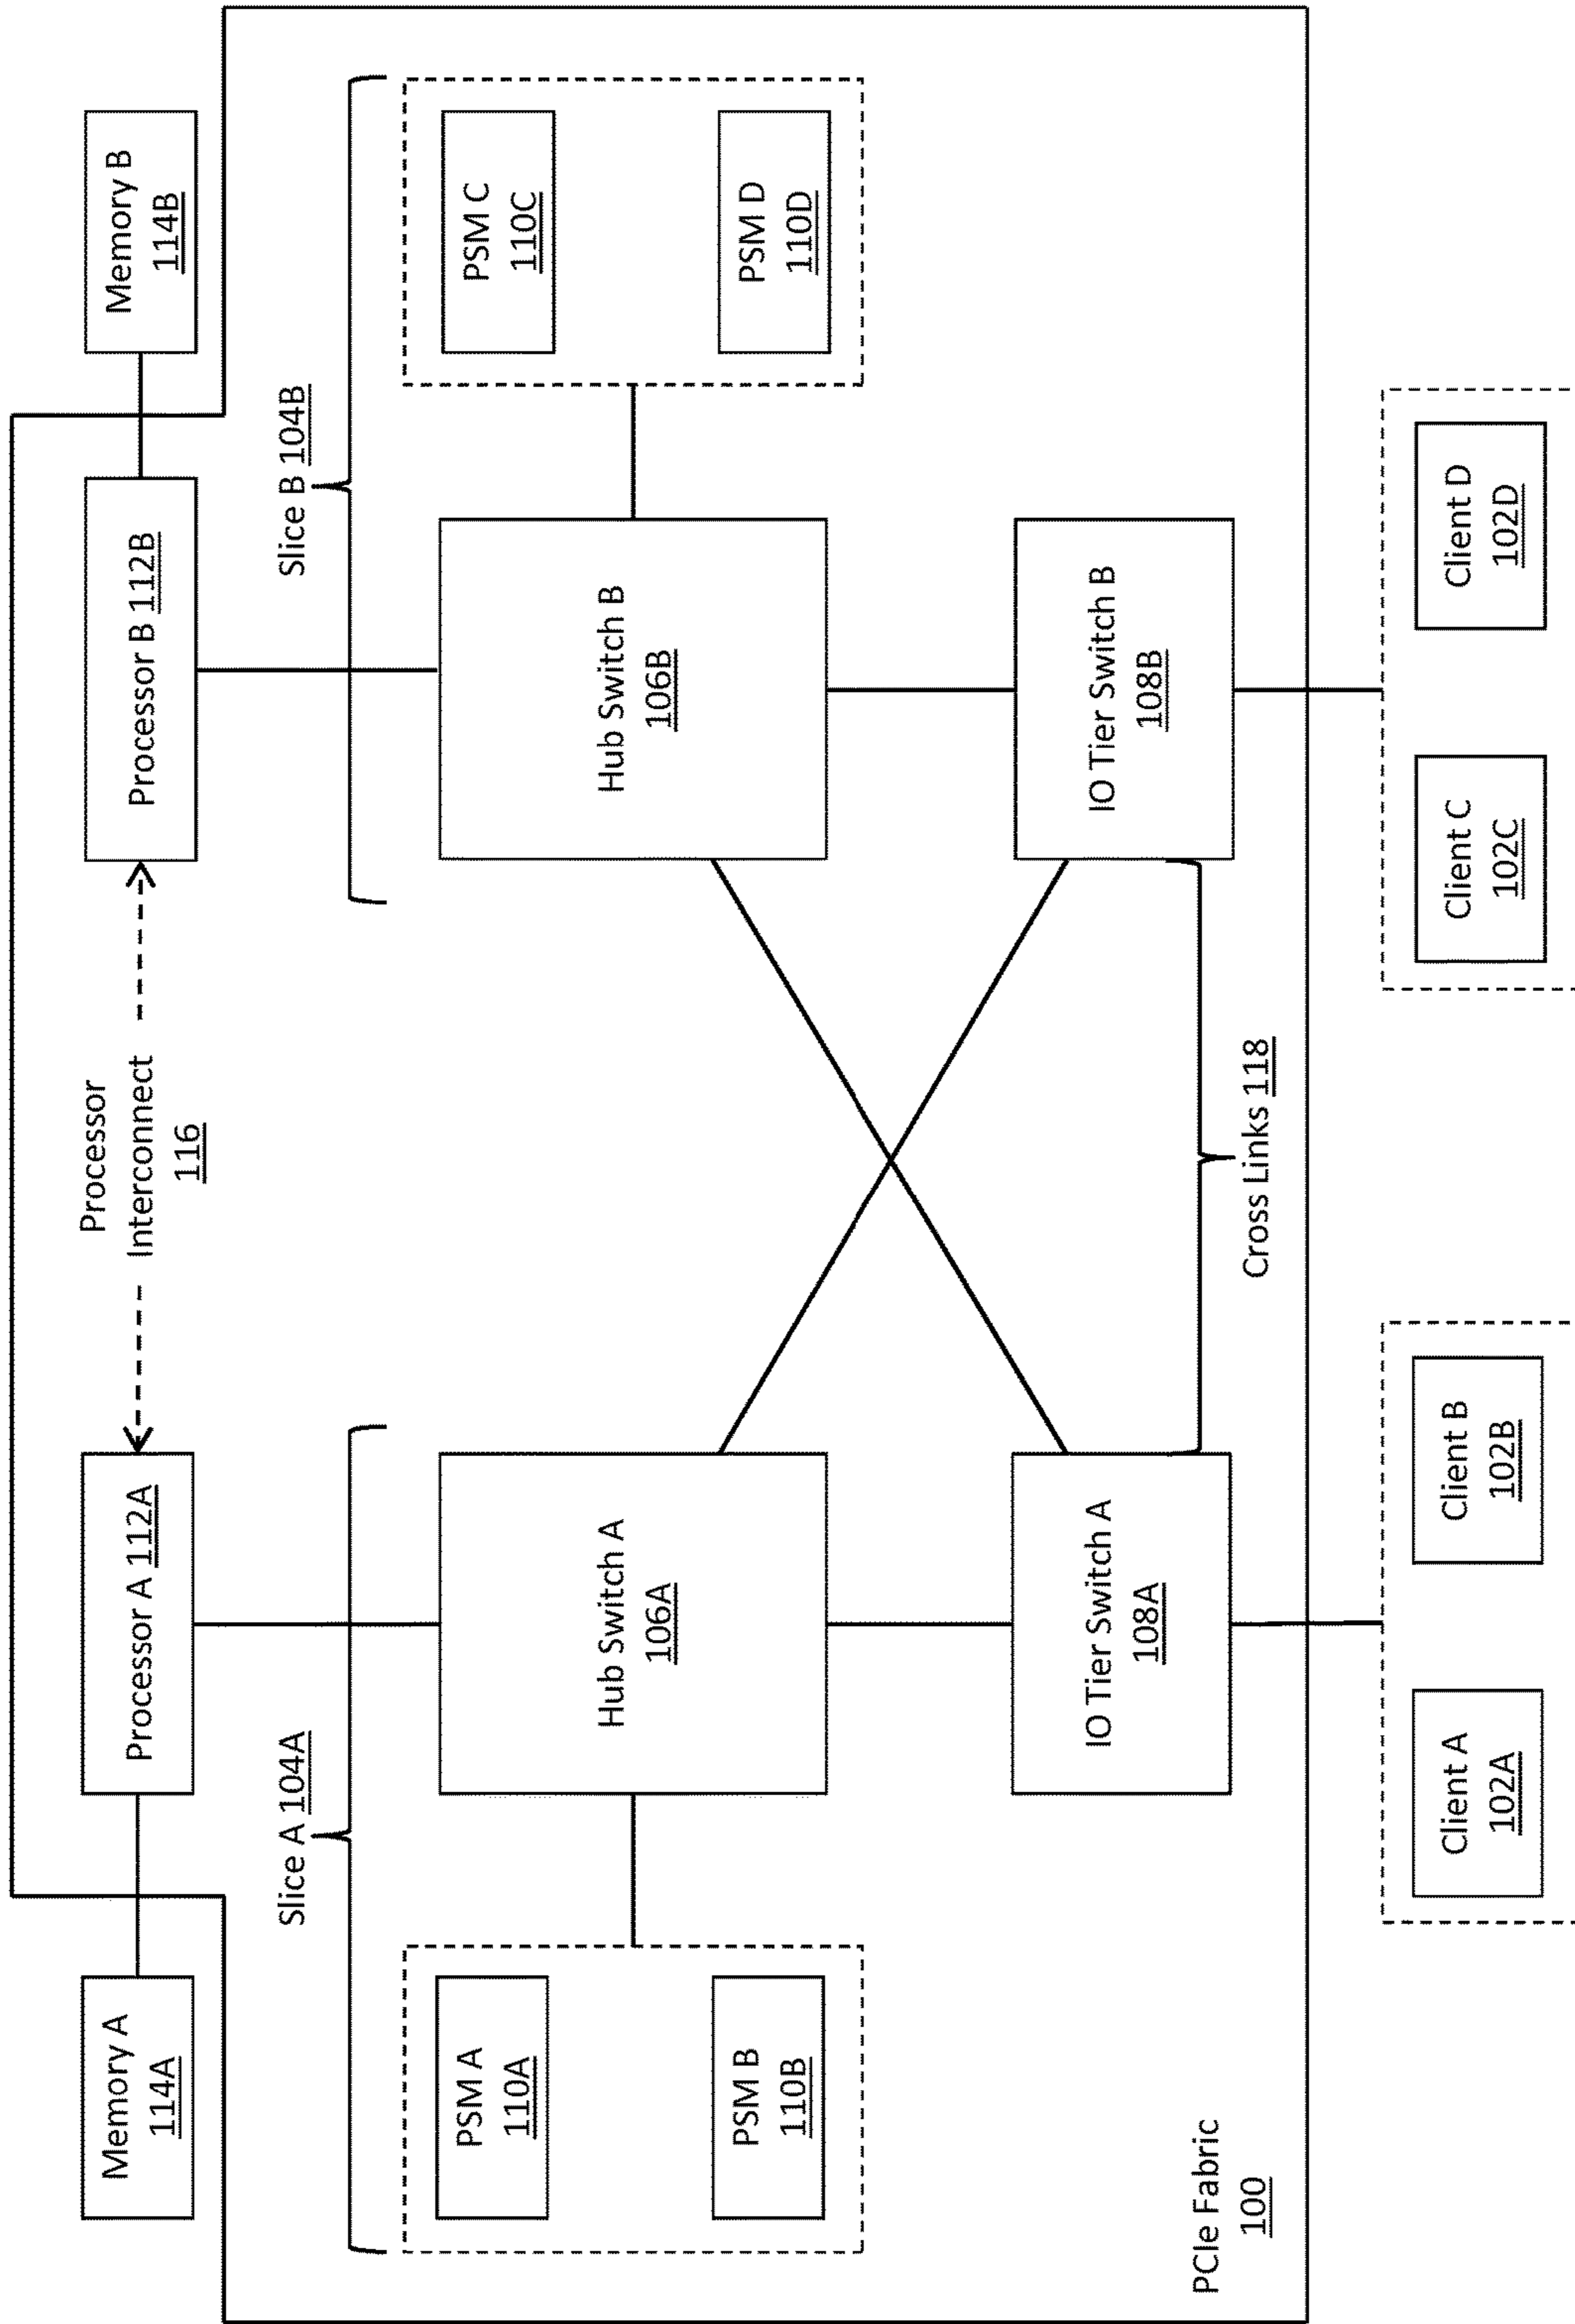 Memory A
114A
Processor A 112A
Processor
Interconnect
116
Processor B 112B
Memory B
114B
Slice A 104A
Slice B 104B
PSM A
110A
PSM B
110B
Hub Switch A
106A
Hub Switch B
106B
PSM C
110C
PSM D
110D
IO Tier Switch A
108A
IO Tier Switch B
108B
Cross Links 118
PCIe Fabric
100
Client A
102A
Client B
102B
Client C
102C
Client D
102D